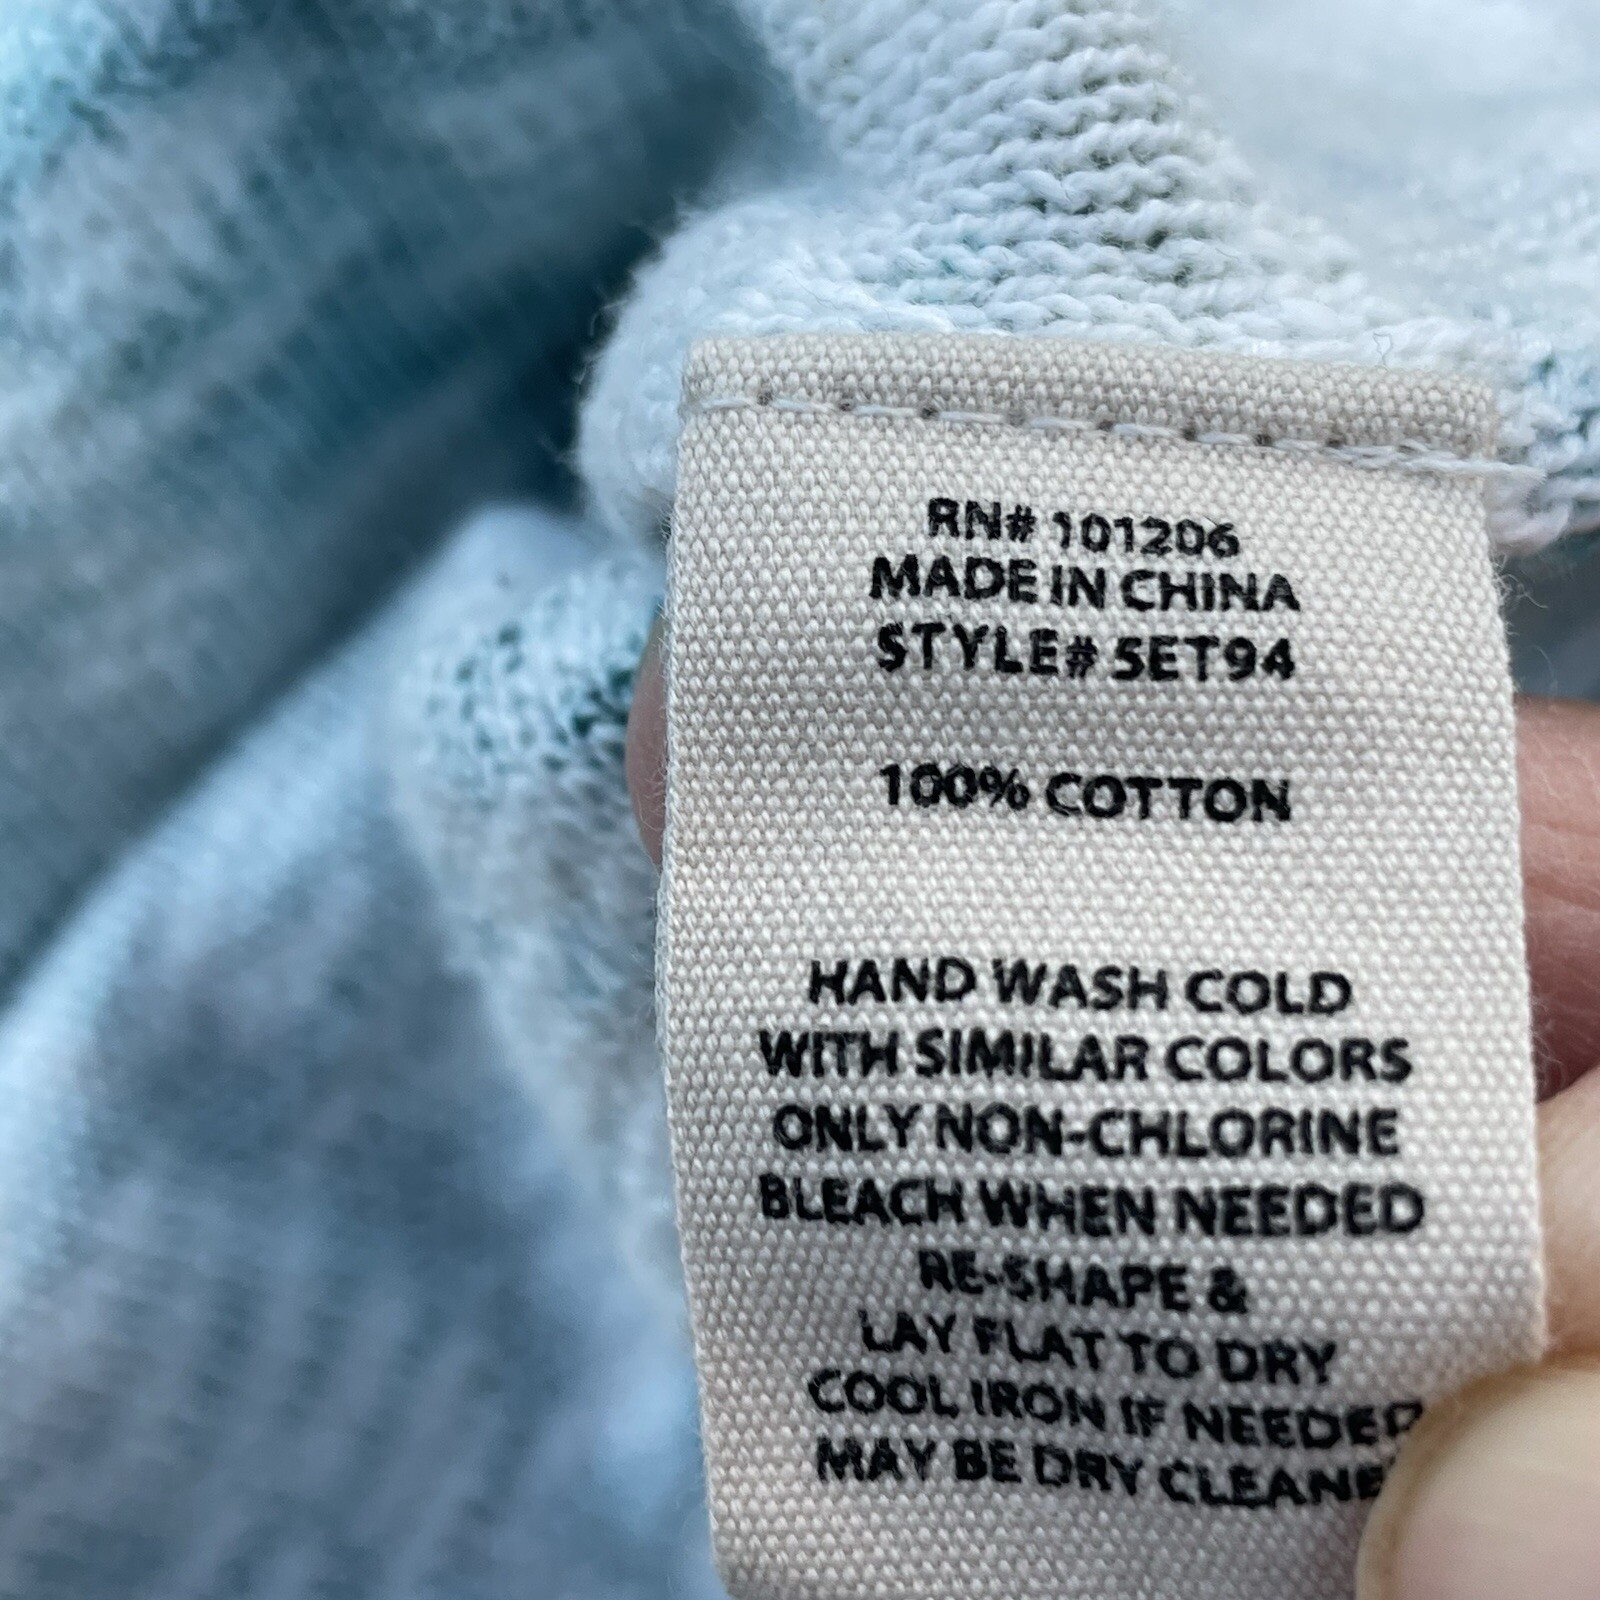 RN# 101206
MADE IN CHINA
STYLE# 5ET94
100% COTTON
HAND WASH COLD
WITH SIMILAR COLORS
ONLY NON-CHLORINE
BLEACH WHEN NEEDED
RE-SHAPE &
LAY FLAT TO DRY
COOL IRON IF NEEDED
MAY BE DRY CLEANE